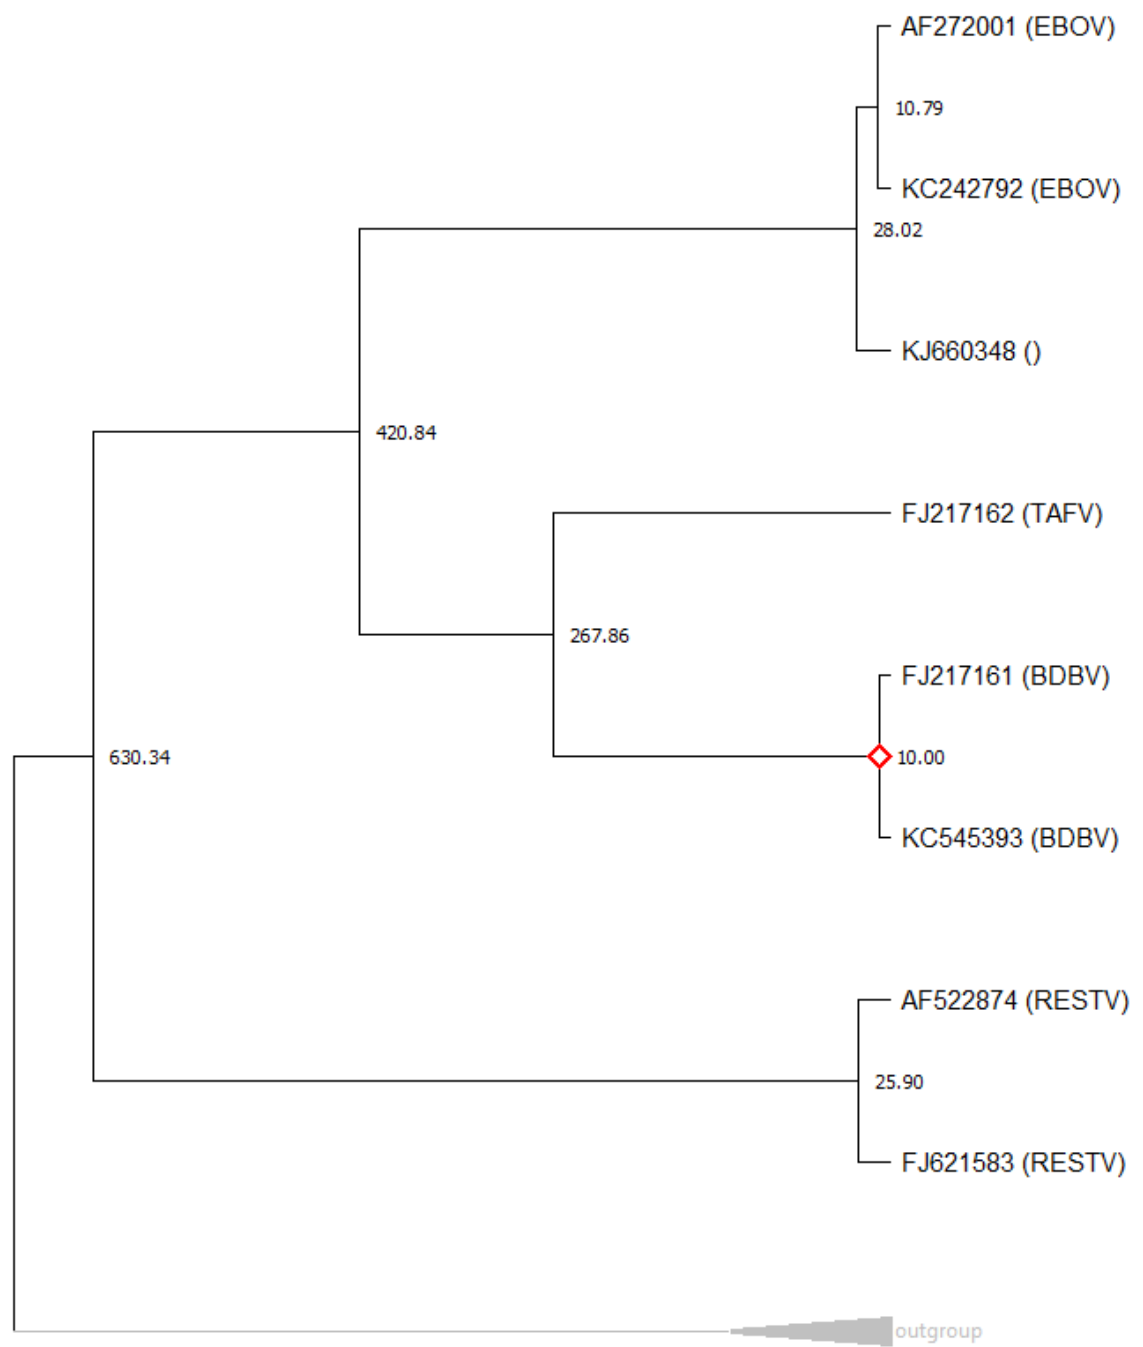 AF272001 (EBOV)
10.79
KC242792 (EBOV)
28.02
KJ660348 ()
420.84
FJ217162 (TAFV)
267.86
FJ217161 (BDBV)
630.34
10.00
KC545393 (BDBV)
AF522874 (RESTV)
25.90
FJ621583 (RESTV)
outgroup